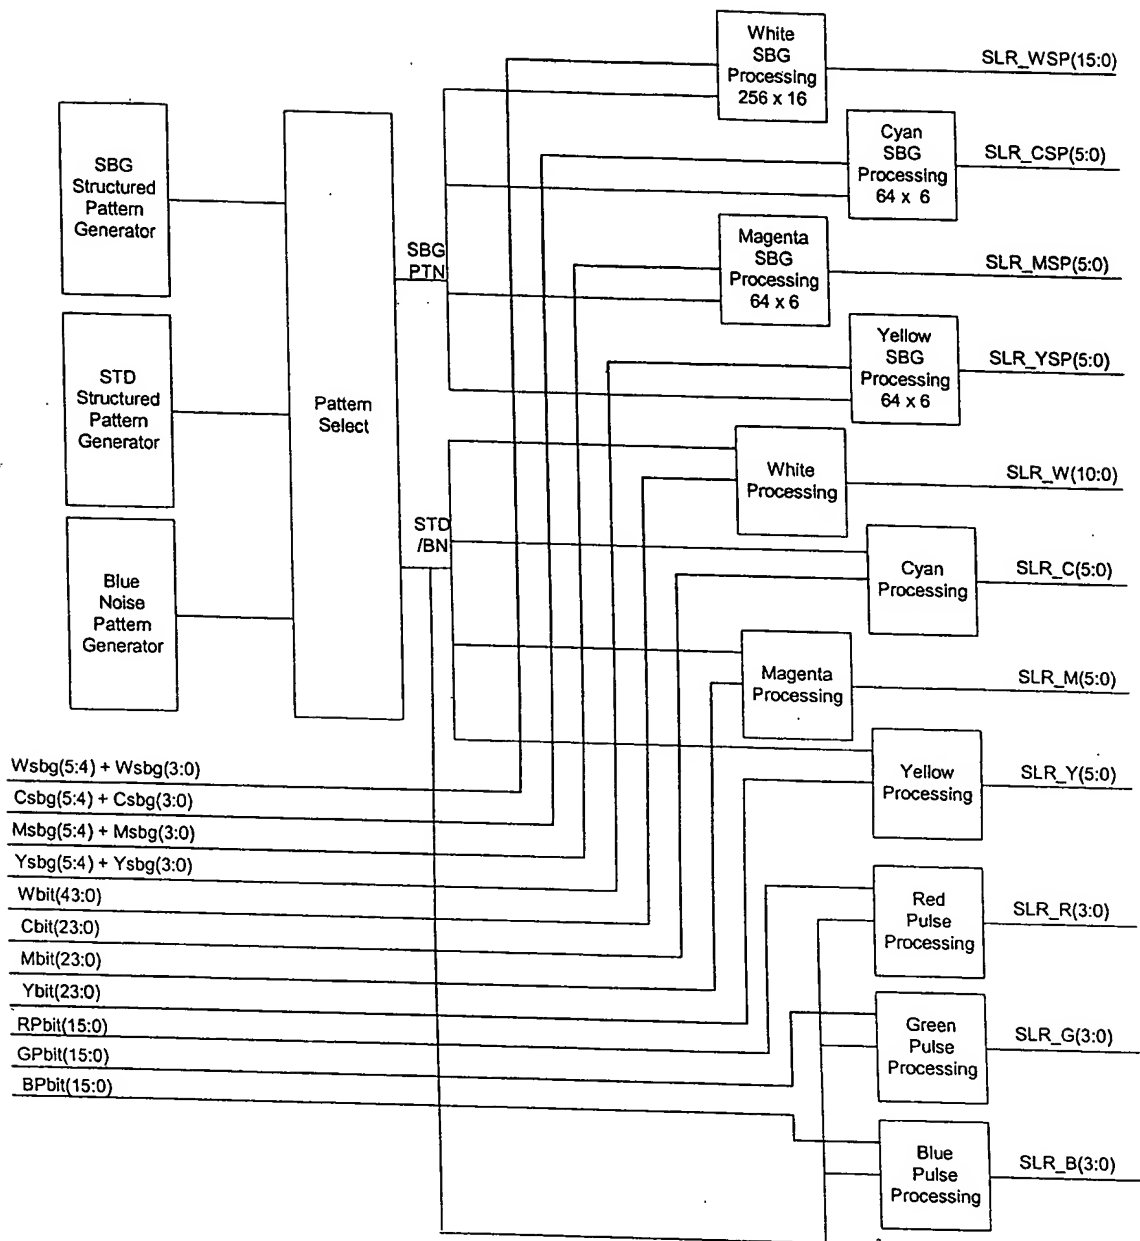 White
SBG
Processing
256 x 16
SLR_WSP(15:0)
SBG
Structured
Pattern
Generator
Cyan
SBG
Processing
64 x 6
SLR_CSP(5:0)
SBG
PTN
Magenta
SBG
Processing
64 x 6
SLR_MSP(5:0)
STD
Structured
Pattern
Generator
Pattern
Select
Yellow
SBG
Processing
64 x 6
SLR_YSP(5:0)
White
Processing
SLR_W(10:0)
STD
/BN
Blue
Noise
Pattern
Generator
Cyan
Processing
SLR_C(5:0)
Magenta
Processing
SLR_M(5:0)
Yellow
Processing
SLR_Y(5:0)
Wsbg(5:4) + Wsbg(3:0)
Csbg(5:4) + Csbg(3:0)
Msbg(5:4) + Msbg(3:0)
Ysbg(5:4) + Ysbg(3:0)
Wbit(43:0)
Cbit(23:0)
Mbit(23:0)
Ybit(23:0)
RPbit(15:0)
GPbit(15:0)
BPbit(15:0)
Red
Pulse
Processing
SLR_R(3:0)
Green
Pulse
Processing
SLR_G(3:0)
Blue
Pulse
Processing
SLR_B(3:0)